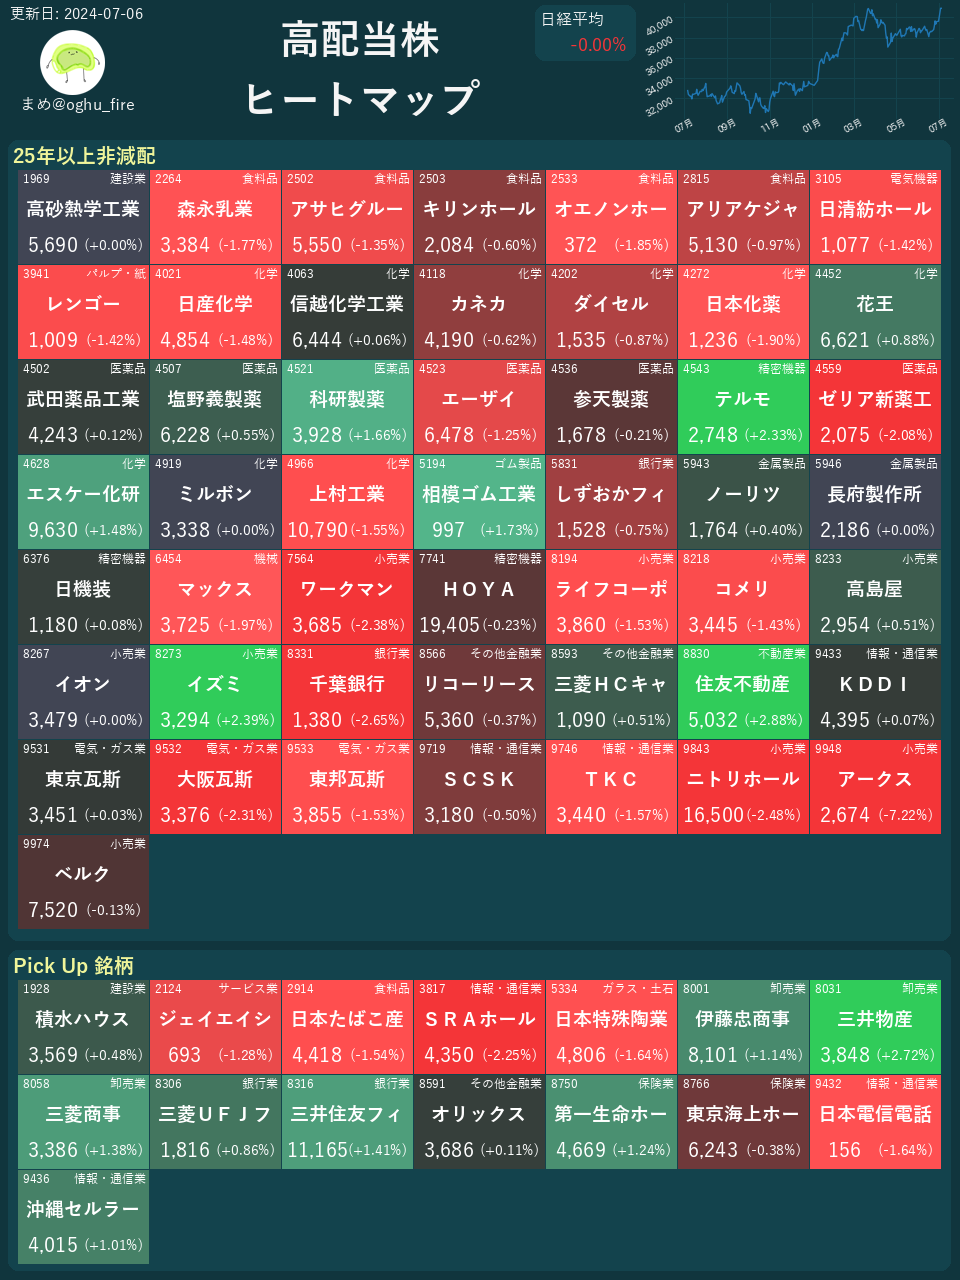 更新日: 2024-07-06
まめ@oghu_fire
高配当株
ヒートマップ
日経平均
-0.00%
40,000
38,000
36,000
34,000
32,000
07月 09月 11月 01月 03月 05月 07月
25年以上非減配
1969 建設業 2264 食料品 2502 食料品 2503 食料品 2533 食料品 2815 食料品 3105 電気機器
高砂熱学工業 森永乳業 アサヒグルー キリンホール オエノンホー アリアケジャ 日清紡ホール
5,690 (+0.00%) 3,384 (-1.77%) 5,550 (-1.35%) 2,084 (-0.60%) 372 (-1.85%) 5,130 (-0.97%) 1,077 (-1.42%)
3941 パルプ・紙 4021 化学 4063 化学 4118 化学 4202 化学 4272 化学 4452 化学
レンゴー 日産化学 信越化学工業 カネカ ダイセル 日本化薬 花王
1,009 (-1.42%) 4,854 (-1.48%) 6,444 (+0.06%) 4,190 (-0.62%) 1,535 (-0.87%) 1,236 (-1.90%) 6,621 (+0.88%)
4502 医薬品 4507 医薬品 4521 医薬品 4523 医薬品 4536 医薬品 4543 精密機器 4559 医薬品
武田薬品工業 塩野義製薬 科研製薬 エーザイ 参天製薬 テルモ ゼリア新薬工
4,243 (+0.12%) 6,228 (+0.55%) 3,928 (+1.66%) 6,478 (-1.25%) 1,678 (-0.21%) 2,748 (+2.33%) 2,075 (-2.08%)
4628 化学 4919 化学 4966 化学 5194 ゴム製品 5831 銀行業 5943 金属製品 5946 金属製品
エスケー化研 ミルボン 上村工業 相模ゴム工業 しずおかフィ ノーリツ 長府製作所
9,630 (+1.48%) 3,338 (+0.00%) 10,790 (-1.55%) 997 (+1.73%) 1,528 (-0.75%) 1,764 (+0.40%) 2,186 (+0.00%)
6376 精密機器 6454 機械 7564 小売業 7741 精密機器 8194 小売業 8218 小売業 8233 小売業
日機装 マックス ワークマン ＨＯＹＡ ライフコーポ コメリ 高島屋
1,180 (+0.08%) 3,725 (-1.97%) 3,685 (-2.38%) 19,405 (-0.23%) 3,860 (-1.53%) 3,445 (-1.43%) 2,954 (+0.51%)
8267 小売業 8273 小売業 8331 銀行業 8566 その他金融業 8593 その他金融業 8830 不動産業 9433 情報・通信業
イオン イズミ 千葉銀行 リコーリース 三菱ＨＣキャ 住友不動産 ＫＤＤＩ
3,479 (+0.00%) 3,294 (+2.39%) 1,380 (-2.65%) 5,360 (-0.37%) 1,090 (+0.51%) 5,032 (+2.88%) 4,395 (+0.07%)
9531 電気・ガス業 9532 電気・ガス業 9533 電気・ガス業 9719 情報・通信業 9746 情報・通信業 9843 小売業 9948 小売業
東京瓦斯 大阪瓦斯 東邦瓦斯 ＳＣＳＫ ＴＫＣ ニトリホール アークス
3,451 (+0.03%) 3,376 (-2.31%) 3,855 (-1.53%) 3,180 (-0.50%) 3,440 (-1.57%) 16,500 (-2.48%) 2,674 (-7.22%)
9974 小売業
ベルク
7,520 (-0.13%)
Pick Up 銘柄
1928 建設業 2124 サービス業 2914 食料品 3817 情報・通信業 5334 ガラス・土石 8001 卸売業 8031 卸売業
積水ハウス ジェイエイシ 日本たばこ産 ＳＲＡホール 日本特殊陶業 伊藤忠商事 三井物産
3,569 (+0.48%) 693 (-1.28%) 4,418 (-1.54%) 4,350 (-2.25%) 4,806 (-1.64%) 8,101 (+1.14%) 3,848 (+2.72%)
8058 卸売業 8306 銀行業 8316 銀行業 8591 その他金融業 8750 保険業 8766 保険業 9432 情報・通信業
三菱商事 三菱ＵＦＪフ 三井住友フィ オリックス 第一生命ホー 東京海上ホー 日本電信電話
3,386 (+1.38%) 1,816 (+0.86%) 11,165 (+1.41%) 3,686 (+0.11%) 4,669 (+1.24%) 6,243 (-0.38%) 156 (-1.64%)
9436 情報・通信業
沖縄セルラー
4,015 (+1.01%)